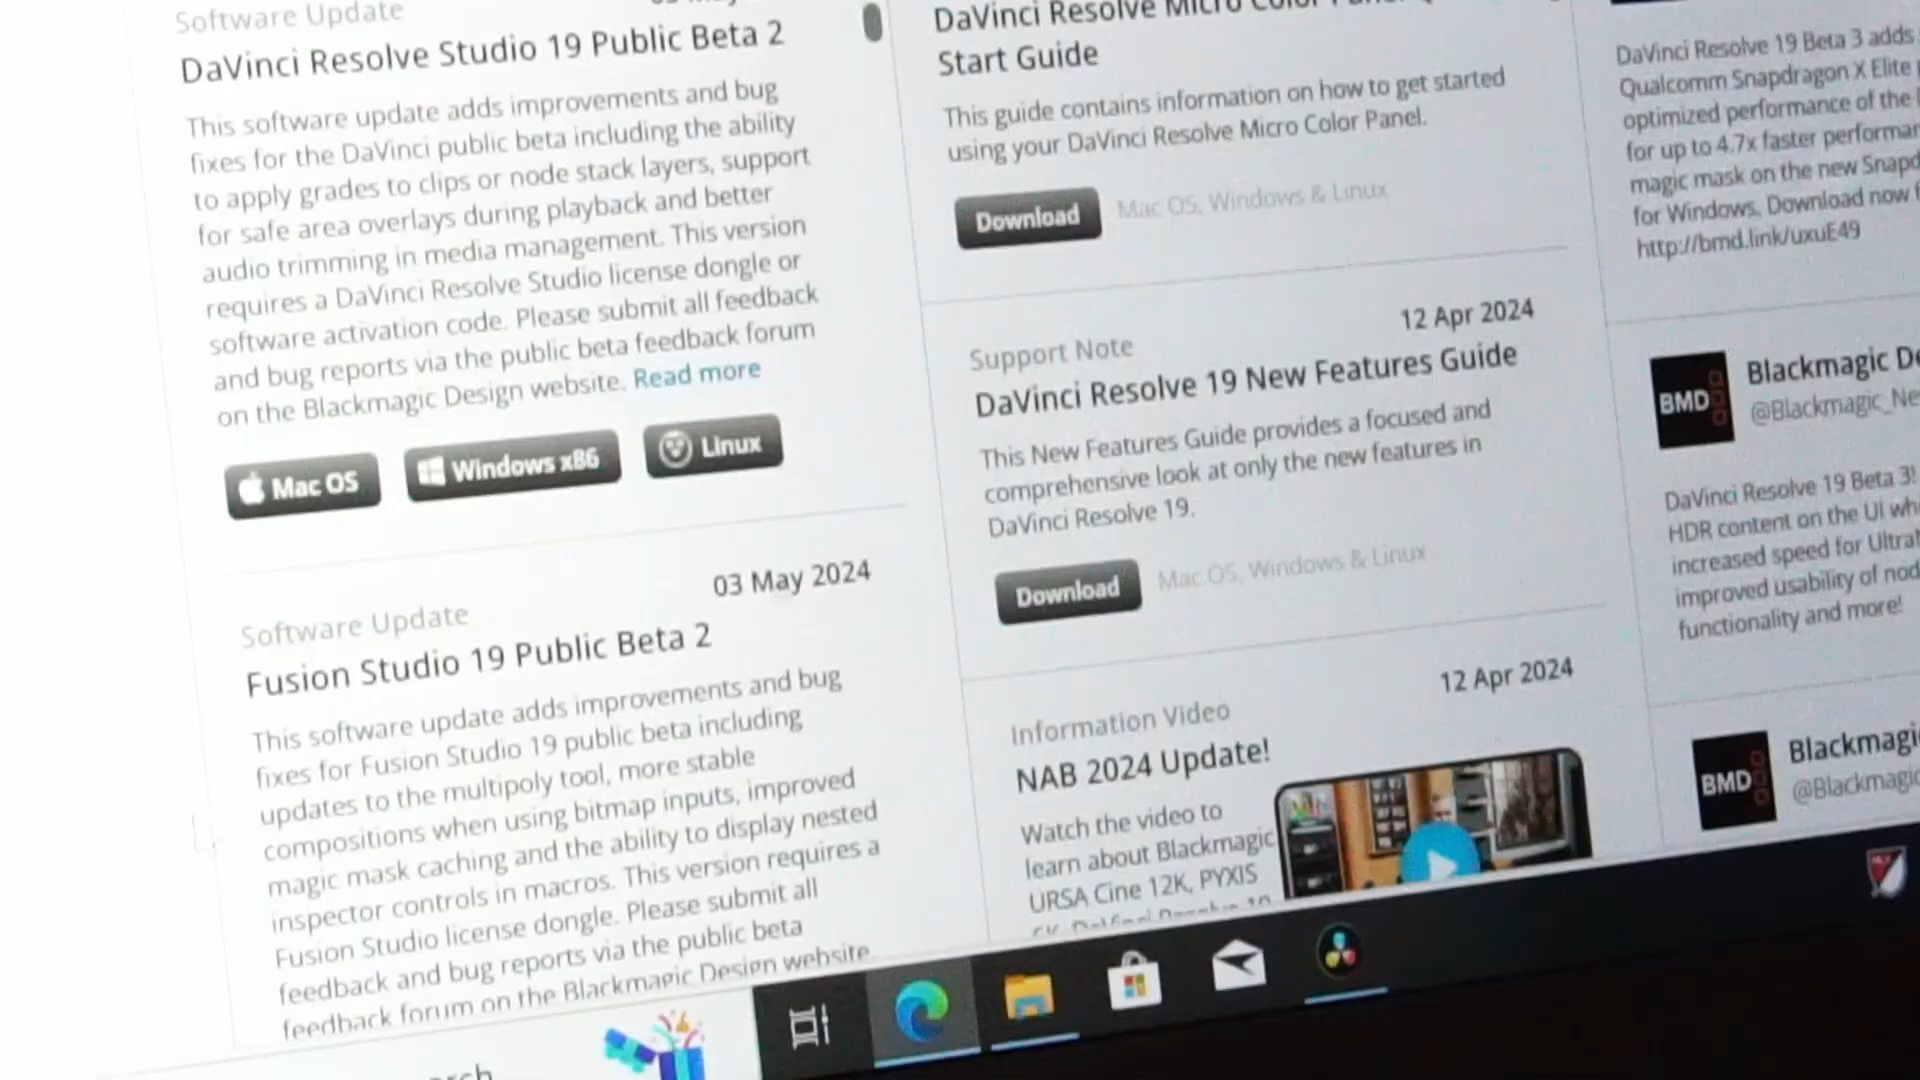 Software Update
DaVinci Resolve Studio 19 Public Beta 2
This software update adds improvements and bug
fixes for the DaVinci public beta including the ability
to apply grades to clips or node stack layers, support
for safe area overlays during playback and better
audio trimming in media management. This version
requires a DaVinci Resolve Studio license dongle or
software activation code. Please submit all feedback
and bug reports via the public beta feedback forum
on the Blackmagic Design website. Read more
Mac OS
Windows x86
Linux
03 May 2024
Software Update
Fusion Studio 19 Public Beta 2
This software update adds improvements and bug
fixes for Fusion Studio 19 public beta including
updates to the multipoly tool, more stable
compositions when using bitmap inputs, improved
magic mask caching and the ability to display nested
inspector controls in macros. This version requires a
Fusion Studio license dongle. Please submit all
feedback and bug reports via the public beta
feedback forum on the Blackmagic Design website
DaVinci Resolve Micro Color
Start Guide
This guide contains information on how to get started
using your DaVinci Resolve Micro Color Panel.
Download
Mac OS, Windows & Linux
12 Apr 2024
Support Note
DaVinci Resolve 19 New Features Guide
This New Features Guide provides a focused and
comprehensive look at only the new features in
DaVinci Resolve 19.
Download
Mac OS, Windows & Linux
12 Apr 2024
Information Video
NAB 2024 Update!
Watch the video to
learn about Blackmagic
URSA Cine 12K, PYXIS
DaVinci Resolve 19 Beta 3 adds
Qualcomm Snapdragon X Elite
optimized performance of the
for up to 4.7x faster
magic mask on the new
for Windows. Download now
http://bmd.link/uxuE49
BMD
Blackmagic
@Blackmagic_Ne
DaVinci Resolve 19 Beta 3!
HDR content on the UI
increased speed for
improved usability of
functionality and more!
BMD
Blackmagic
@Blackmagic